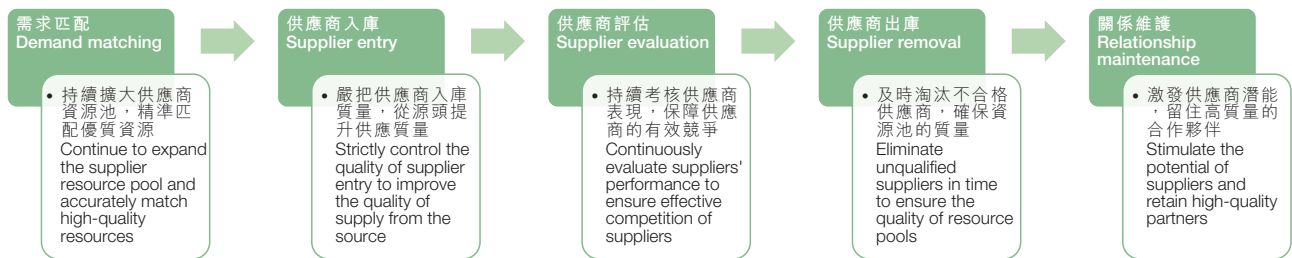 需求匹配
Demand matching
• 持續擴大供應商
資源池，精準匹
配優質資源
Continue to expand
the supplier
resource pool and
accurately match
high-quality
resources
供應商入庫
Supplier entry
• 嚴把供應商入庫
質量，從源頭提
升供應質量
Strictly control the
quality of supplier
entry to improve
the quality of
supply from the
source
供應商評估
Supplier evaluation
• 持續考核供應商
表現，保障供應
商的有效競爭
Continuously
evaluate suppliers'
performance to
ensure effective
competition of
suppliers
供應商出庫
Supplier removal
• 及時淘汰不合格
供應商，確保資
源池的質量
Eliminate
unqualified
suppliers in time
to ensure the
quality of resource
pools
關係維護
Relationship
maintenance
• 激發供應商潛能
，留住高質量的
合作夥伴
Stimulate the
potential of
suppliers and
retain high-quality
partners